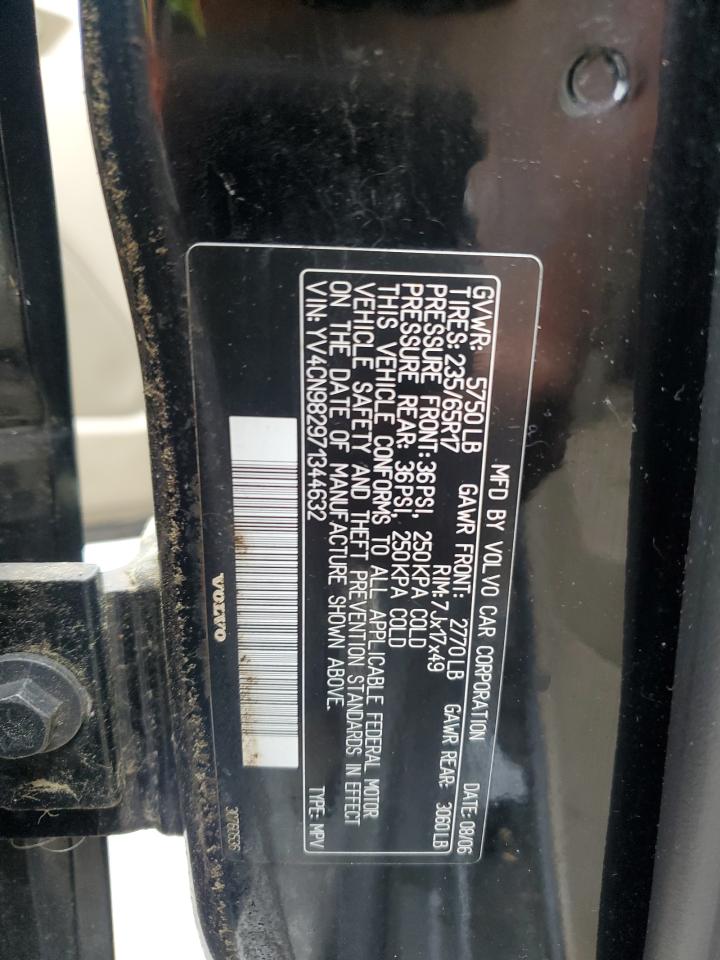 MFD BY VOLVO CAR CORPORATION DATE: 08/06
GVWR: 5750LB GAWR FRONT: 2770LB GAWR REAR: 3060LB
TIRES: 235/65R17 RIM: 7Jx17x49
PRESSURE FRONT: 36PSI, 250KPA COLD
PRESSURE REAR: 36PSI, 250KPA COLD
THIS VEHICLE CONFORMS TO ALL APPLICABLE FEDERAL MOTOR
VEHICLE SAFETY AND THEFT PREVENTION STANDARDS IN EFFECT
ON THE DATE OF MANUFACTURE SHOWN ABOVE.
VIN: YV4CN982971344632 TYPE: MPV
VOLVO